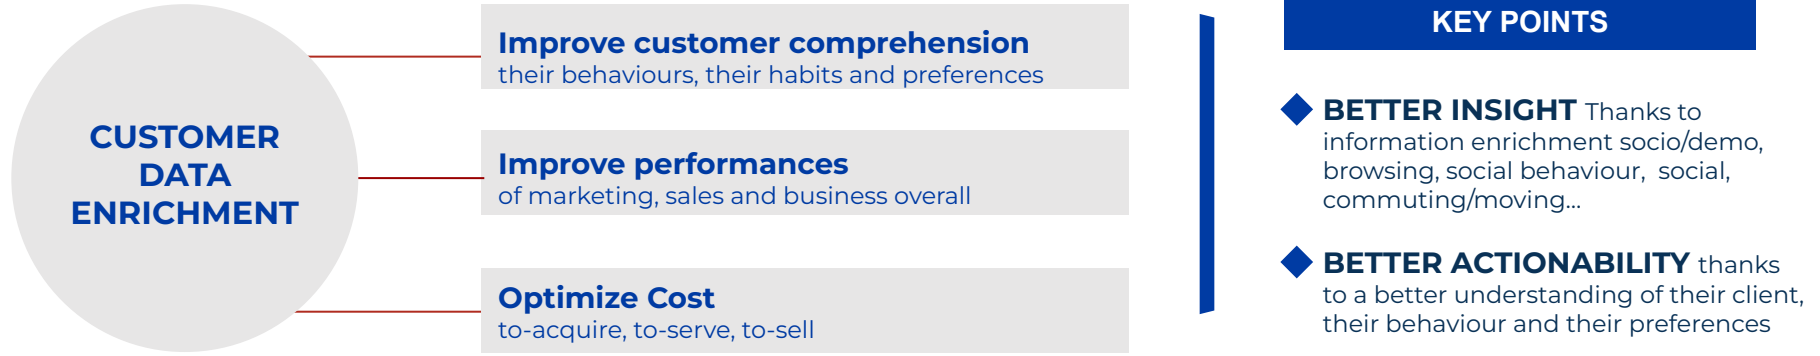 CUSTOMER
DATA
ENRICHMENT
Improve customer comprehension
their behaviours, their habits and preferences
Improve performances
of marketing, sales and business overall
Optimize Cost
to-acquire, to-serve, to-sell
KEY POINTS
BETTER INSIGHT Thanks to
information enrichment socio/demo,
browsing, social behaviour, social,
commuting/moving...
BETTER ACTIONABILITY thanks
to a better understanding of their client,
their behaviour and their preferences